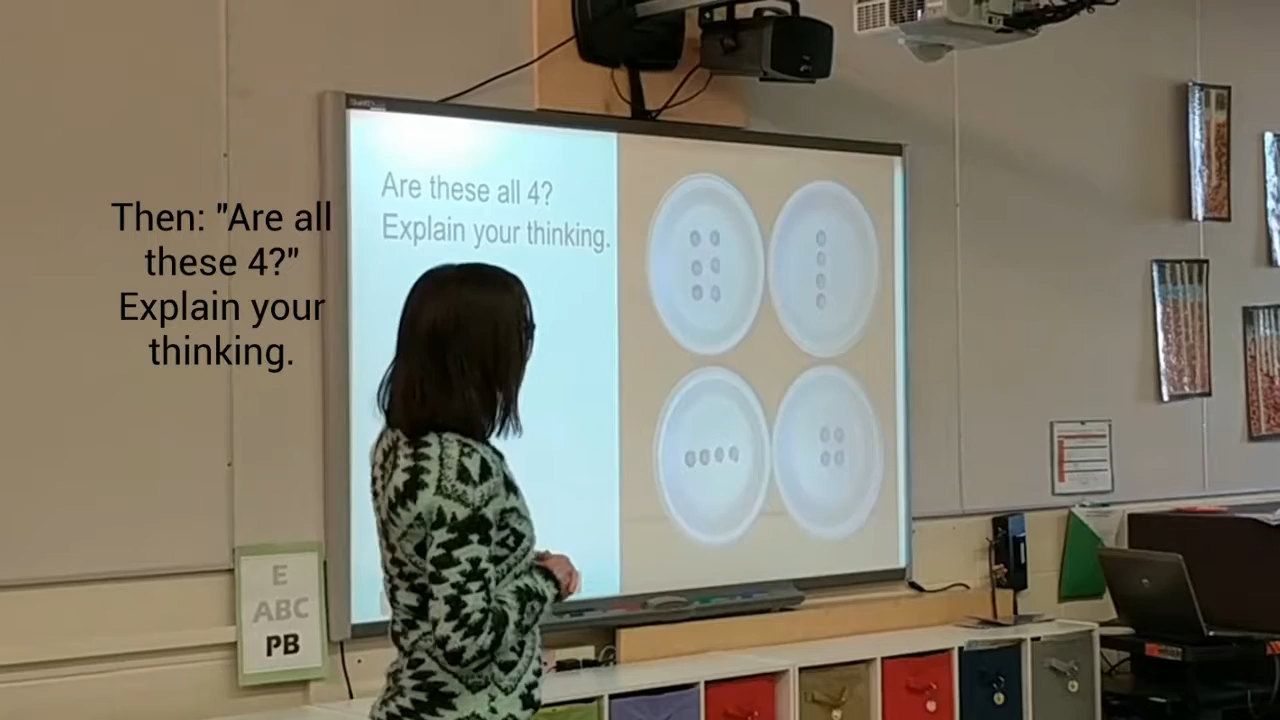 Then: "Are all
these 4?"
Explain your
thinking.
Are these all 4?
Explain your thinking.
E
ABC
PB